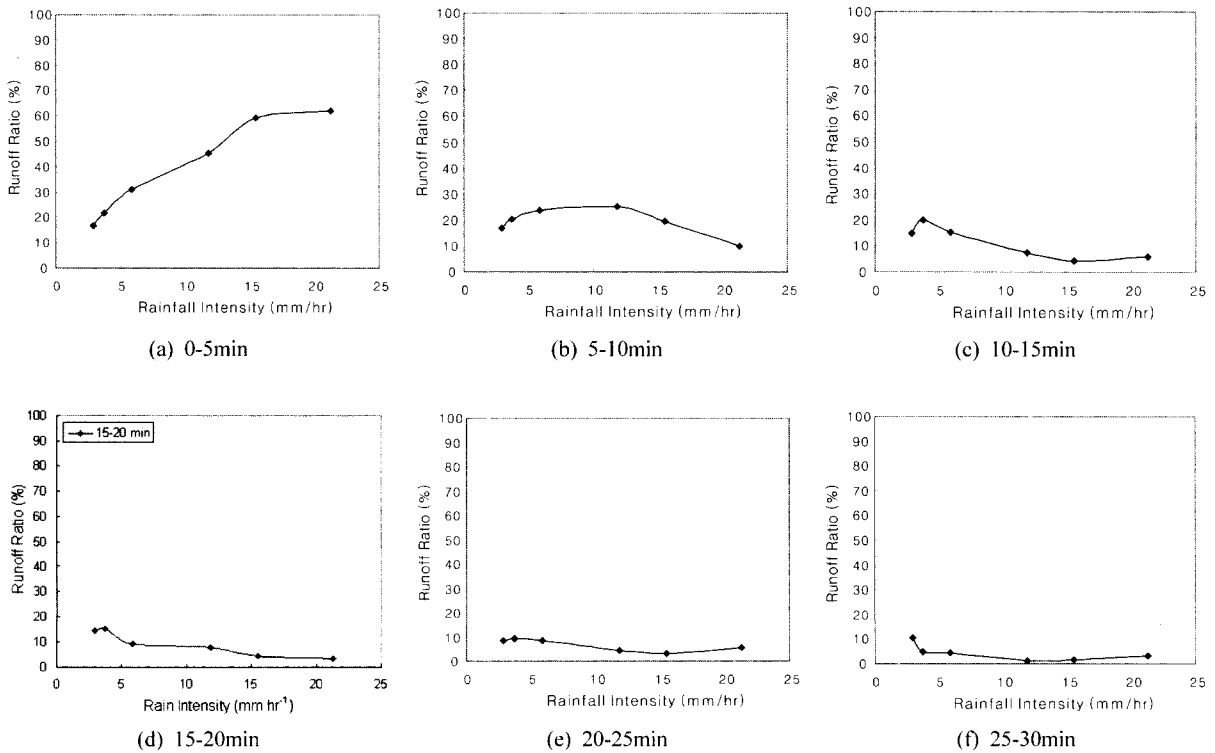 100
90
80
70
60
50
40
30
20
10
0
Runoff Ratio (%)
0 5 10 15 20 25
Rainfall Intensity (mm/hr)
(a) 0-5min
100
90
80
70
60
50
40
30
20
10
0
Runoff Ratio (%)
0 5 10 15 20 25
Rainfall Intensity (mm/hr)
(b) 5-10min
100
90
80
70
60
50
40
30
20
10
0
Runoff Ratio (%)
0 5 10 15 20 25
Rainfall Intensity (mm/hr)
(c) 10-15min
100
90
80
70
60
50
40
30
20
10
0
Runoff Ratio (%)
15-20 min
0 5 10 15 20 25
Rain Intensity (mm hr⁻¹)
(d) 15-20min
100
90
80
70
60
50
40
30
20
10
0
Runoff Ratio (%)
0 5 10 15 20 25
Rainfall Intensity (mm/hr)
(e) 20-25min
100
90
80
70
60
50
40
30
20
10
0
Runoff Ratio (%)
0 5 10 15 20 25
Rainfall Intensity (mm/hr)
(f) 25-30min